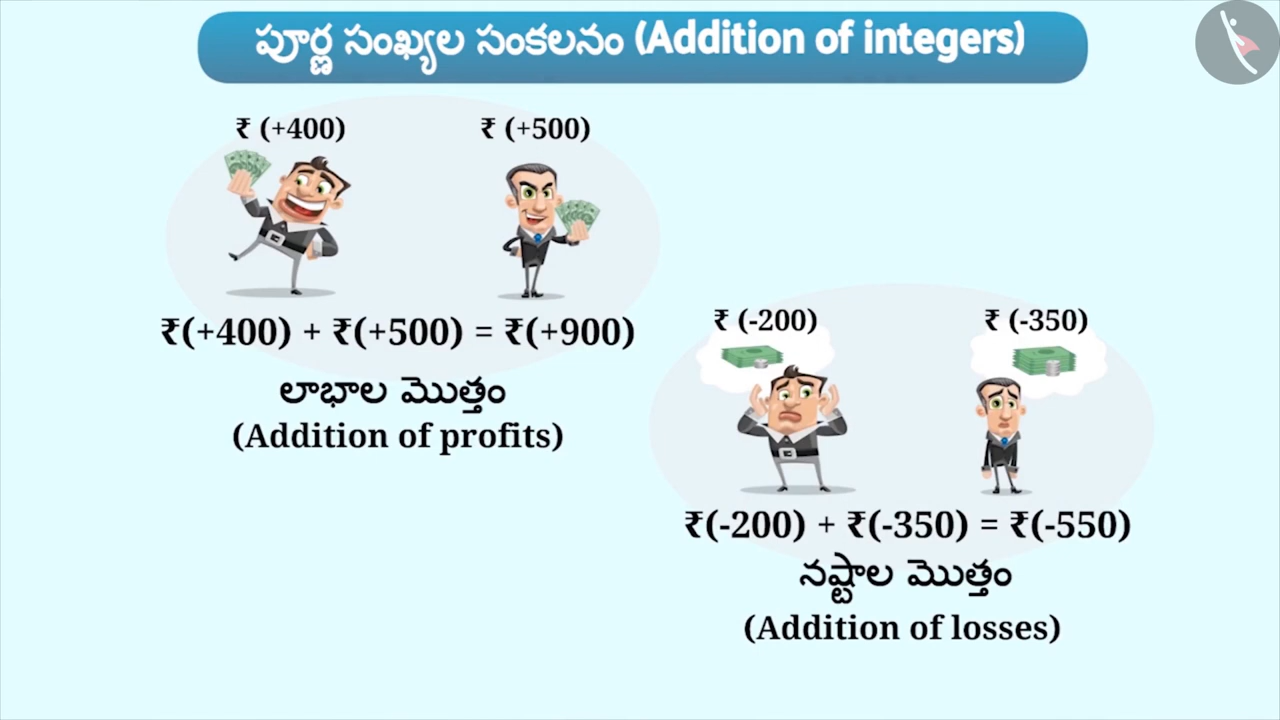 పూర్ణ సంఖ్యల సంకలనం (Addition of integers)
₹ (+400)
₹ (+500)
₹(+400) + ₹(+500) = ₹(+900)
లాభాల మొత్తం
(Addition of profits)
₹ (-200)
₹ (-350)
₹(-200) + ₹(-350) = ₹(-550)
నష్టాల మొత్తం
(Addition of losses)